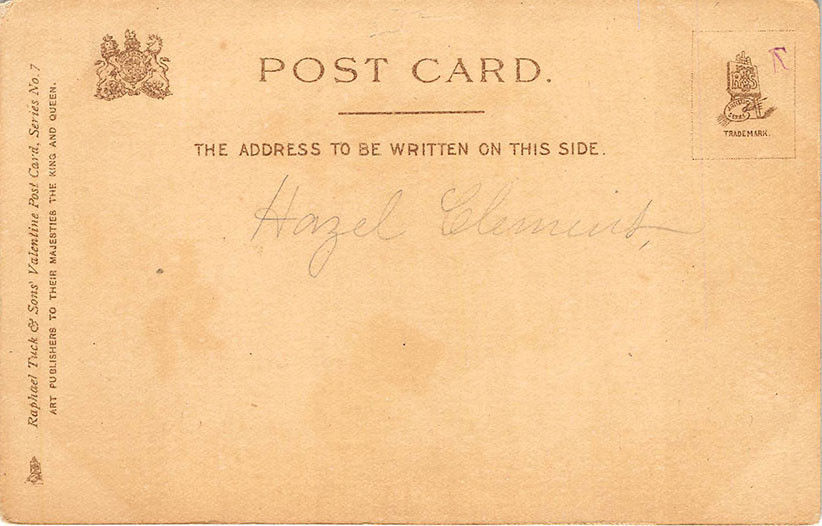 POST CARD.
THE ADDRESS TO BE WRITTEN ON THIS SIDE.
Hazel Clement,
TRADEMARK.
Raphael Tuck & Sons' Valentine Post Card, Series No. 7
ART PUBLISHERS TO THEIR MAJESTIES THE KING AND QUEEN.